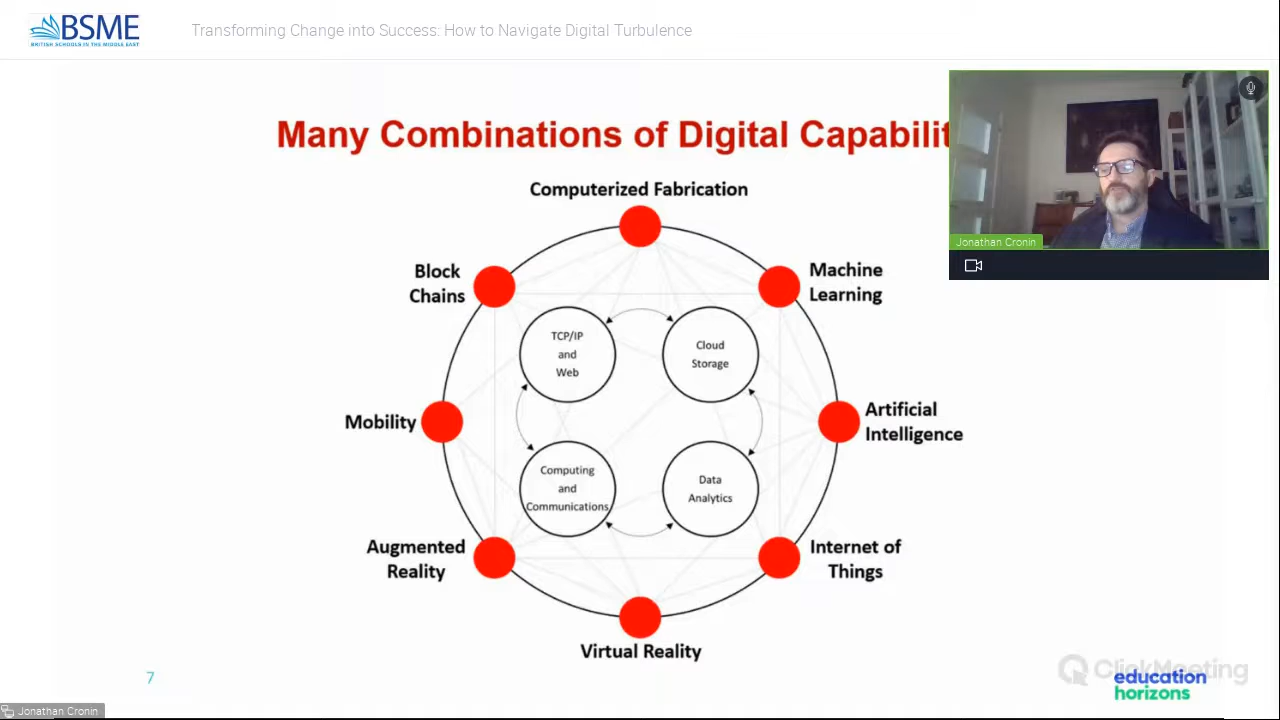 BSME
BRITISH SCHOOLS IN THE MIDDLE EAST
Transforming Change into Success: How to Navigate Digital Turbulence
Many Combinations of Digital Capabilit
Jonathan Cronin
Computerized Fabrication
Block
Chains
Machine
Learning
TCP/IP
and
Web
Cloud
Storage
Mobility
Artificial
Intelligence
Computing
and
Communications
Data
Analytics
Augmented
Reality
Internet of
Things
Virtual Reality
7
ClickMeeting
education
horizons
Jonathan Cronin